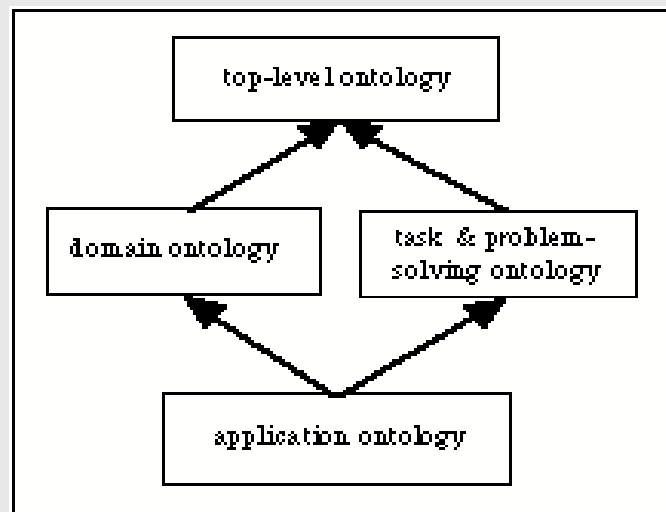 top-level ontology
domain ontology
task & problem-
solving ontology
application ontology